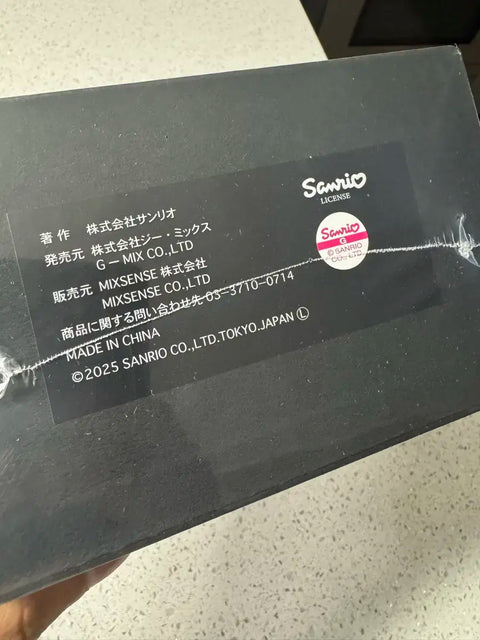 Sanrio
LICENSE
著作 株式会社サンリオ
発売元 株式会社ジー・ミックス
G－MIX CO.,LTD
販売元 MIXSENSE 株式会社
MIXSENSE CO.,LTD
商品に関する問い合わせ先 03-3710-0714
MADE IN CHINA
©2025 SANRIO CO.,LTD.TOKYO.JAPAN Ⓛ
Sanrio
G
© SANRIO
CO., LTD.